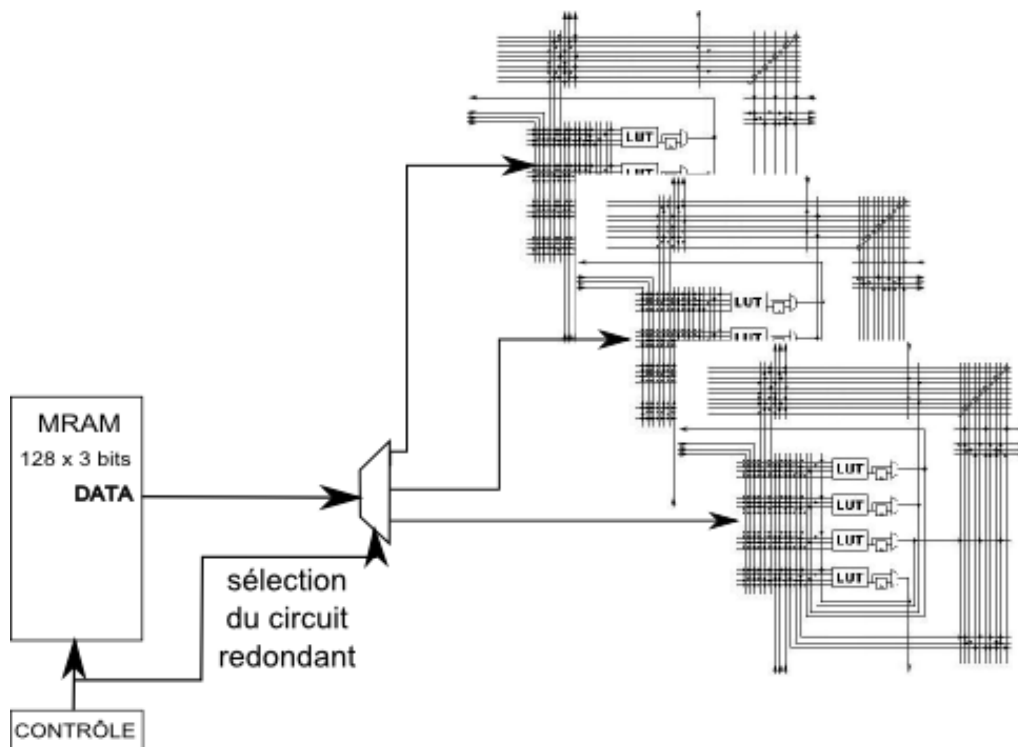 LUT
LUT
LUT
LUT
MRAM
128 x 3 bits
DATA
LUT
LUT
LUT
LUT
sélection
du circuit
redondant
CONTRÔLE